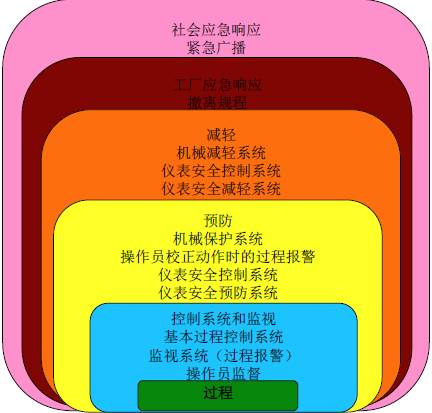 社会应急响应
紧急广播
工厂应急响应
撤离规程
减轻
机械减轻系统
仪表安全控制系统
仪表安全减轻系统
预防
机械保护系统
操作员校正动作时的过程报警
仪表安全控制系统
仪表安全预防系统
控制系统和监视
基本过程控制系统
监视系统（过程报警）
操作员监督
过程